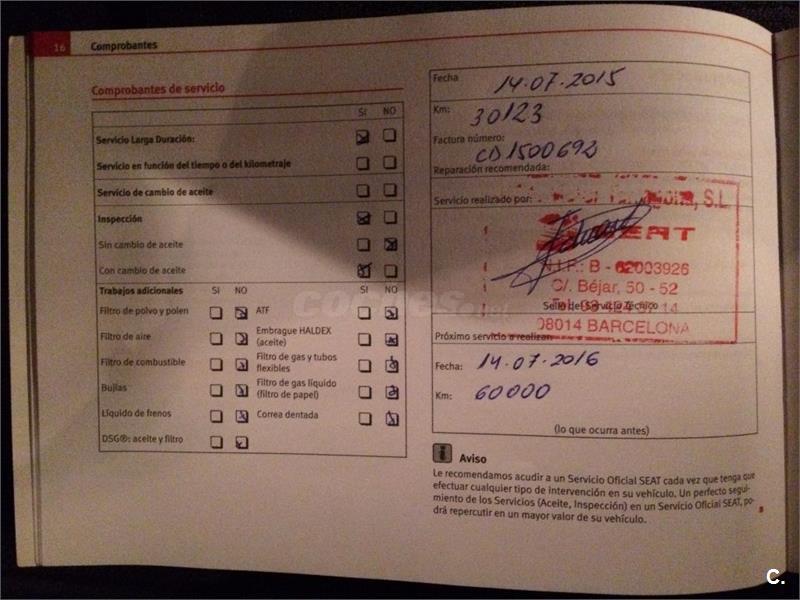 16 Comprobantes
Comprobantes de servicio
SI NO
Servicio Larga Duración:
Servicio en función del tiempo o del kilometraje
Servicio de cambio de aceite
Inspección
Sin cambio de aceite
Con cambio de aceite
Trabajos adicionales SI NO SI NO
Filtro de polvo y polen ATF
Filtro de aire Embrague HALDEX
(aceite)
Filtro de combustible Filtro de gas y tubos
flexibles
Bujías Filtro de gas líquido
(filtro de papel)
Líquido de frenos Correa dentada
DSG®: aceite y filtro
Fecha 14.07.2015
Km: 30123
Factura número:
CD1500692
Reparación recomendada:
Servicio realizado por: S.L.
SEAT
N.I.F.: B - 62003926
C/. Béjar, 50 - 52
Sello del Servicio Técnico
08014 BARCELONA
Próximo servicio a realizar:
Fecha: 14.07.2016
Km: 60000
(lo que ocurra antes)
i Aviso
Le recomendamos acudir a un Servicio Oficial SEAT cada vez que tenga que
efectuar cualquier tipo de intervención en su vehículo. Un perfecto segui-
miento de los Servicios (Aceite, Inspección) en un Servicio Oficial SEAT, po-
drá repercutir en un mayor valor de su vehículo.
coches.net
C.